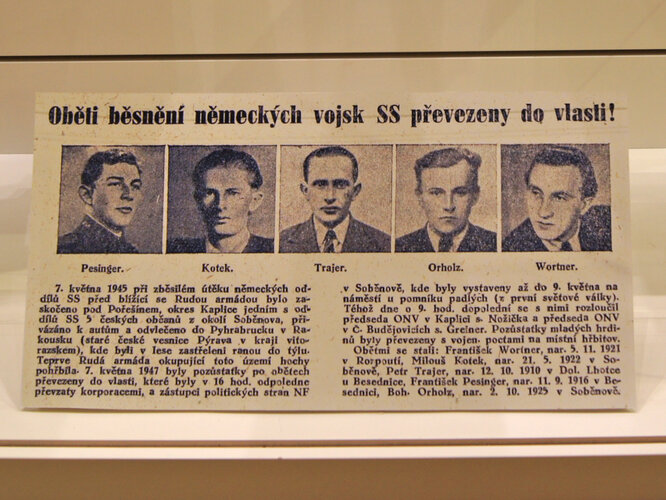 Oběti běsnění německých vojsk SS převezeny do vlasti!
Pesinger. Kotek. Trajer. Orholz. Wortner.
7. května 1945 při zběsilém útěku německých od-
dílů SS před blížící se Rudou armádou bylo za-
skočeno pod Pořešínem, okres Kaplice jedním s od-
dílů SS 5 českých občanů z okolí Soběnova, při-
vázáno k autům a odvlečeno do Pyhrabrucku v Ra-
kousku (staré české vesnice Pýrava v kraji vito-
razském), kde byli v lese zastřeleni ranou do týlu.
Teprve Rudá armáda okupující toto území hochy
pohřbila. 7. května 1947 byly pozůstatky po obětech
převezeny do vlasti, které byly v 16 hod. odpoledne
převzaty korporacemi, a zástupci politických stran NF
v Soběnově, kde byly vystaveny až do 9. května na
náměstí u pomníku padlých (z první světové války).
Téhož dne o 9. hod. dopolední se s nimi rozloučil
předseda ONV v Kaplici s. Nožička a předseda ONV
v Č. Budějovicích s. Greiner. Pozůstatky mladých hrdi-
nů byly převezeny s vojen. poctami na místní hřbitov.
Obětmi se stali: František Wortner, nar. 5. 11. 1921
v Rozpoutí, Milouš Kotek, nar. 21. 5. 1922 v So-
běnově, Petr Trajer, nar. 12. 10. 1910 v Dol. Lhotce
u Besednice, František Pesinger, nar. 11. 9. 1916 v Be-
sednici, Boh. Orholz, nar. 2. 10. 1925 v Soběnově.